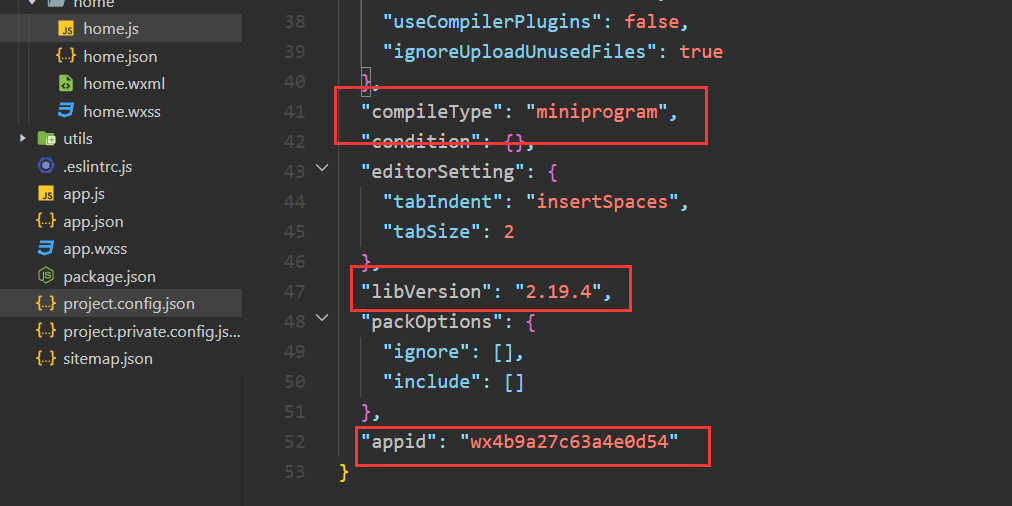 home
home.js
home.json
home.wxml
home.wxss
utils
.eslintrc.js
app.js
app.json
app.wxss
package.json
project.config.json
project.private.config.js...
sitemap.json
38 "useCompilerPlugins": false,
39 "ignoreUploadUnusedFiles": true
40 },
41 "compileType": "miniprogram",
42 "condition": {},
43 "editorSetting": {
44 "tabIndent": "insertSpaces",
45 "tabSize": 2
46 },
47 "libVersion": "2.19.4",
48 "packOptions": {
49 "ignore": [],
50 "include": []
51 },
52 "appid": "wx4b9a27c63a4e0d54"
53 }